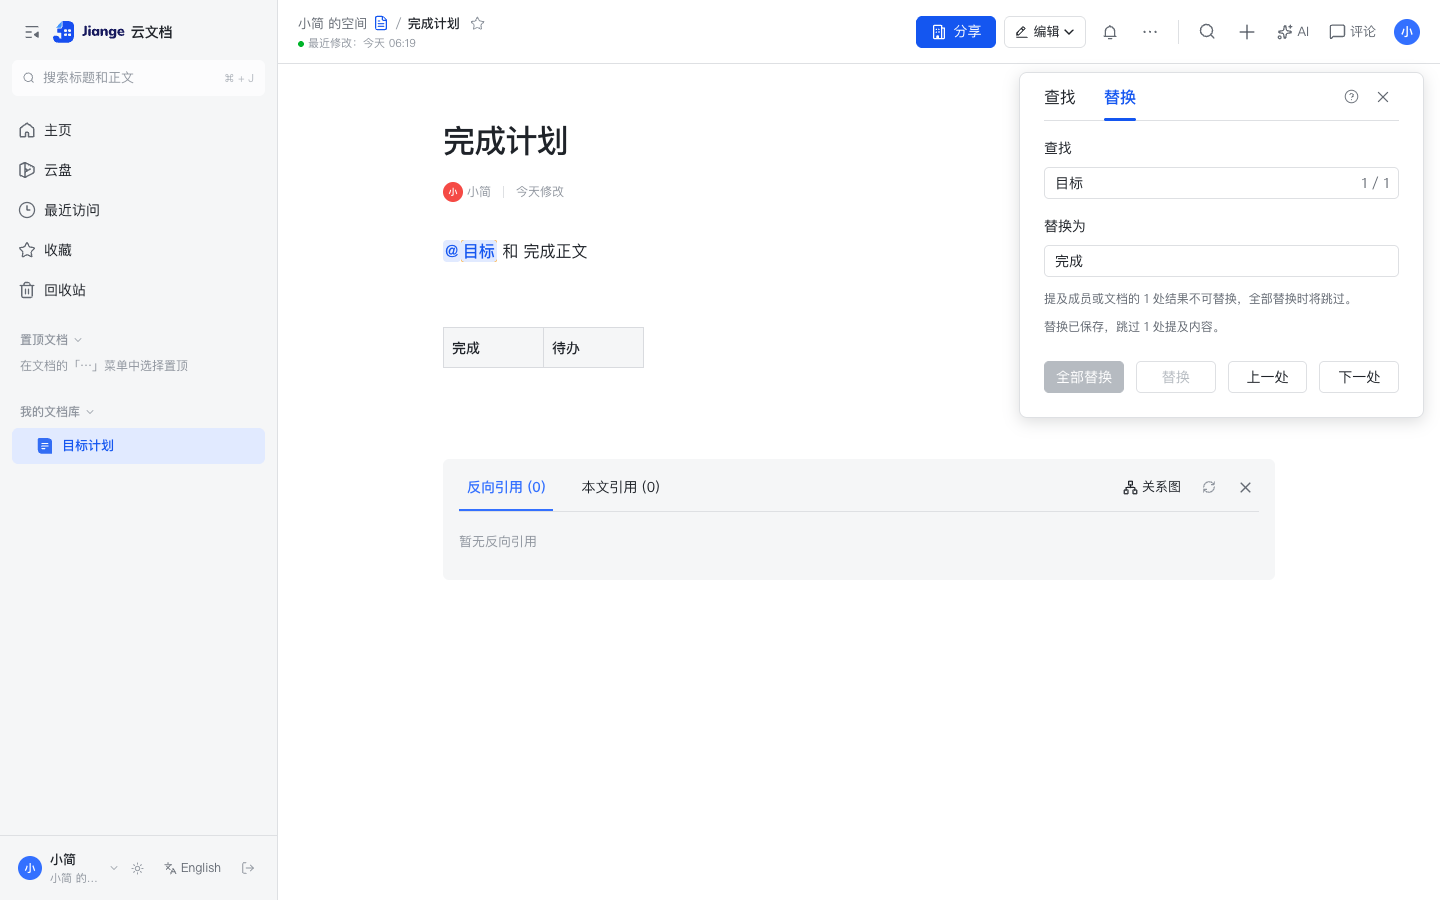 Jiange 云文档
搜索标题和正文 ⌘ + J
主页
云盘
最近访问
收藏
回收站
置顶文档
在文档的「…」菜单中选择置顶
我的文档库
目标计划
小 小简
小简 的...
English
小简 的空间 / 完成计划
最近修改：今天 06:19
分享
编辑
AI
评论
小
完成计划
小 小简 今天修改
@ 目标 和 完成正文
完成 待办
反向引用 (0) 本文引用 (0) 关系图
暂无反向引用
查找 替换
查找
目标 1 / 1
替换为
完成
提及成员或文档的 1 处结果不可替换，全部替换时将跳过。
替换已保存，跳过 1 处提及内容。
全部替换 替换 上一处 下一处